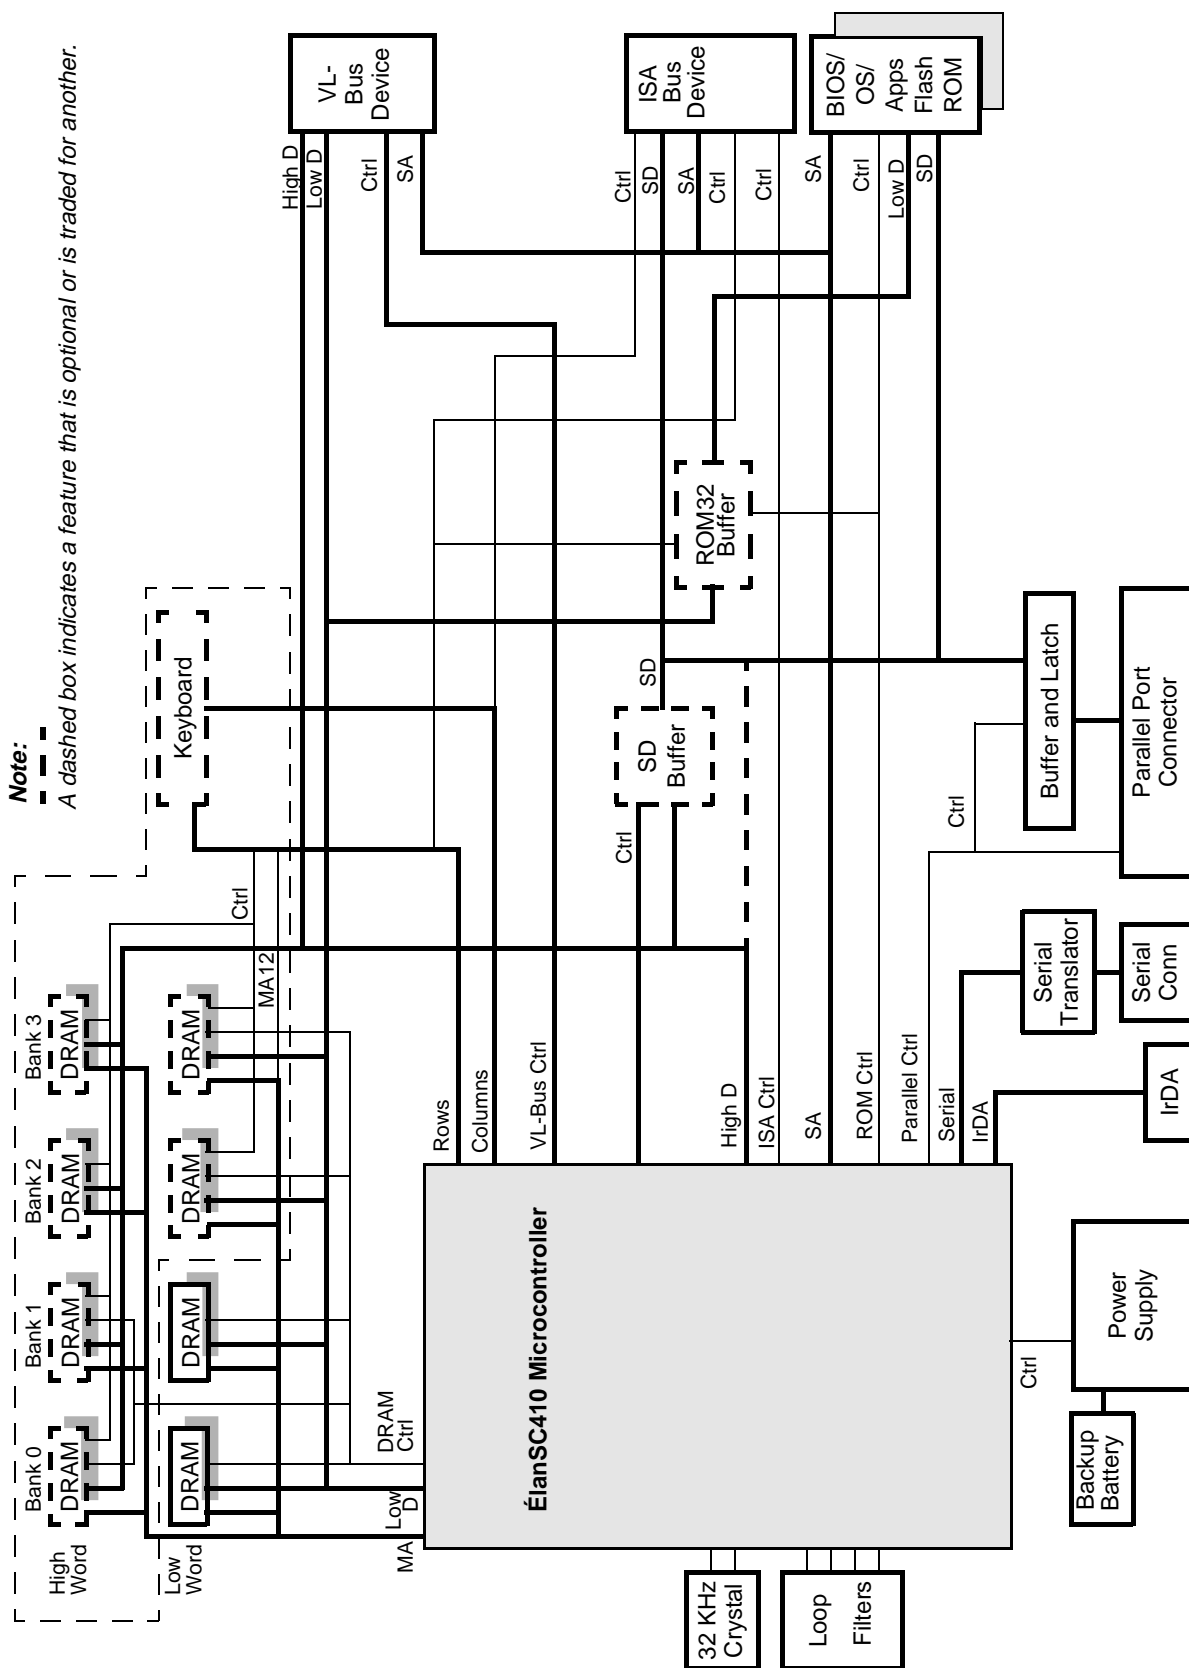 Note:
A dashed box indicates a feature that is optional or is traded for another.
High
Word
Low
Word
Bank 0
Bank 1
Bank 2
Bank 3
DRAM
DRAM
DRAM
DRAM
DRAM
DRAM
DRAM
DRAM
Ctrl
MA12
Keyboard
VL-
Bus
Device
High D
Low D
Ctrl
SA
MA
Low
D
DRAM
Ctrl
Rows
Columns
VL-Bus Ctrl
High D
ISA Ctrl
SA
ROM Ctrl
Parallel Ctrl
Serial
IrDA
ÉlanSC410 Microcontroller
Ctrl
SD
Buffer
SD
ROM32
Buffer
ISA
Bus
Device
Ctrl
SD
SA
Ctrl
Ctrl
BIOS/
OS/
Apps
Flash
ROM
SA
Ctrl
Low D
SD
32 KHz
Crystal
Loop
Filters
Ctrl
Backup
Battery
Power
Supply
IrDA
Serial
Translator
Serial
Conn
Ctrl
Buffer and Latch
Parallel Port
Connector